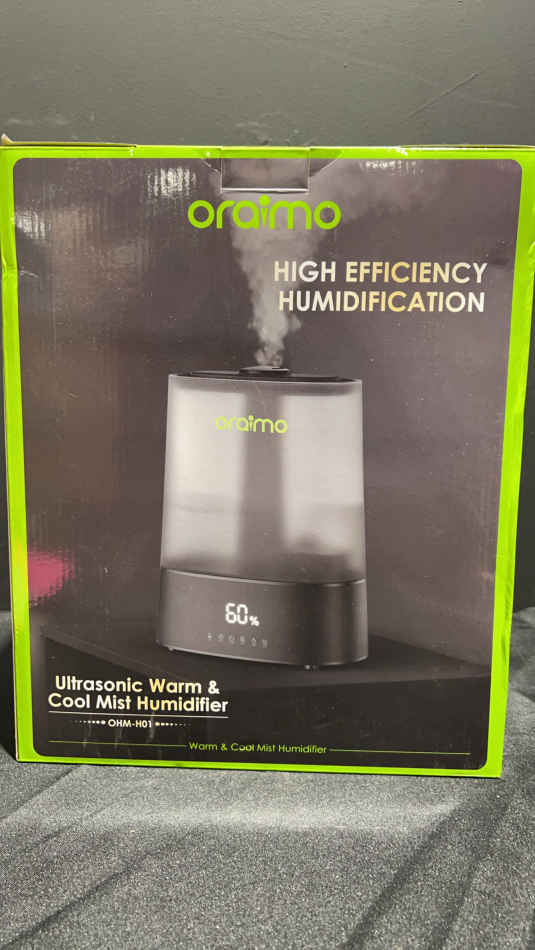 oraimo
HIGH EFFICIENCY
HUMIDIFICATION
oraimo
60%
Ultrasonic Warm &
Cool Mist Humidifier
OHM-H01
Warm & Cool Mist Humidifier